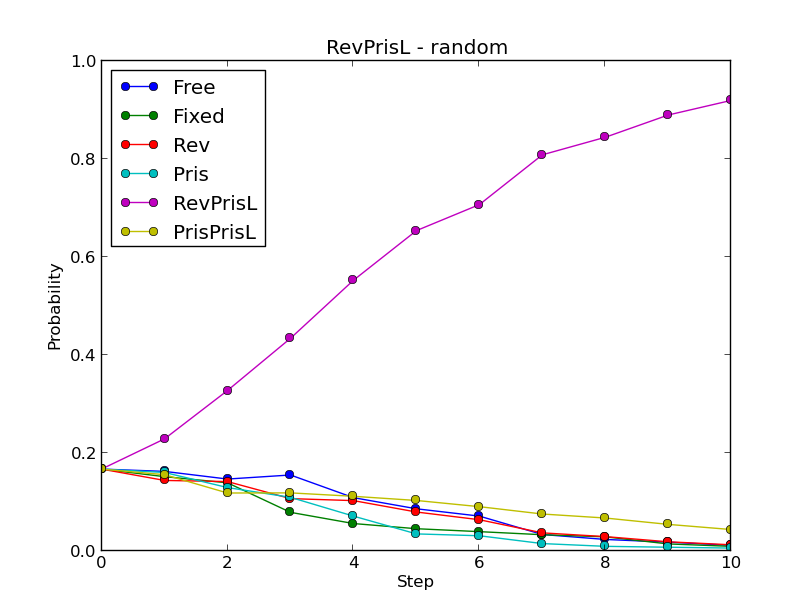 RevPrisL - random
1.0
0.8
0.6
0.4
0.2
0.0
Probability
Free
Fixed
Rev
Pris
RevPrisL
PrisPrisL
0 2 4 6 8 10
Step